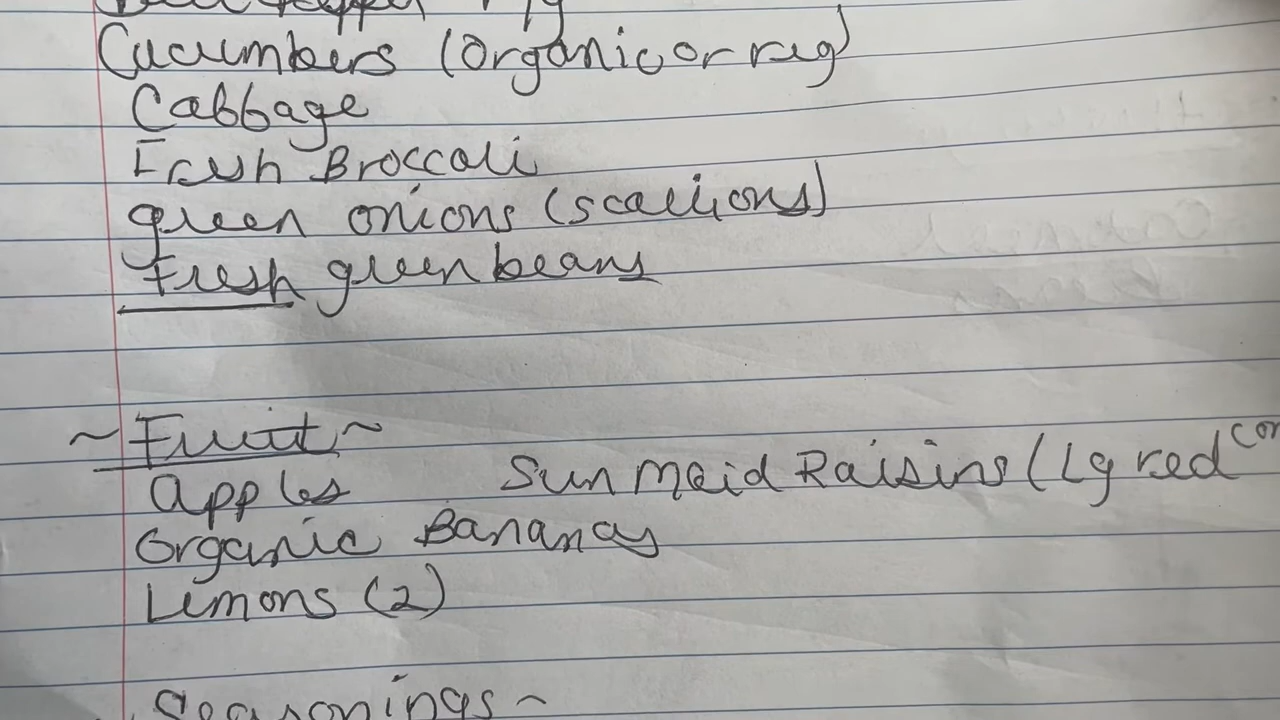 Cucumbers (Organic or reg)
Cabbage
Fresh Broccoli
green onions (scallions)
Fresh green beans
~Fruit~
apples Sun Maid Raisins (Lg red
Organic Bananas
Lemons (2)
Seasonings~